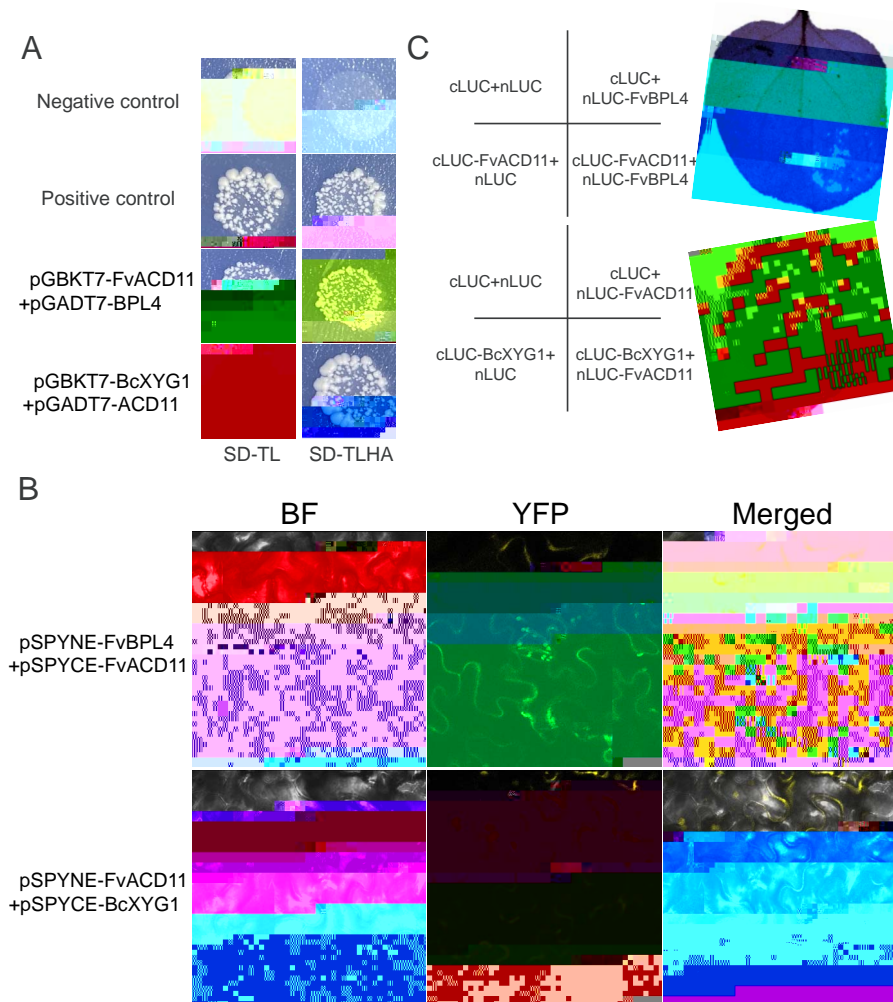 A
Negative control
Positive control
pGBKT7-FvACD11
+pGADT7-BPL4
pGBKT7-BcXYG1
+pGADT7-ACD11
SD-TL
SD-TLHA
C
cLUC+nLUC
cLUC+
nLUC-FvBPL4
cLUC-FvACD11+
nLUC
cLUC-FvACD11+
nLUC-FvBPL4
cLUC+nLUC
cLUC+
nLUC-FvACD11
cLUC-BcXYG1+
nLUC
cLUC-BcXYG1+
nLUC-FvACD11
B
BF
YFP
Merged
pSPYNE-FvBPL4
+pSPYCE-FvACD11
pSPYNE-FvACD11
+pSPYCE-BcXYG1